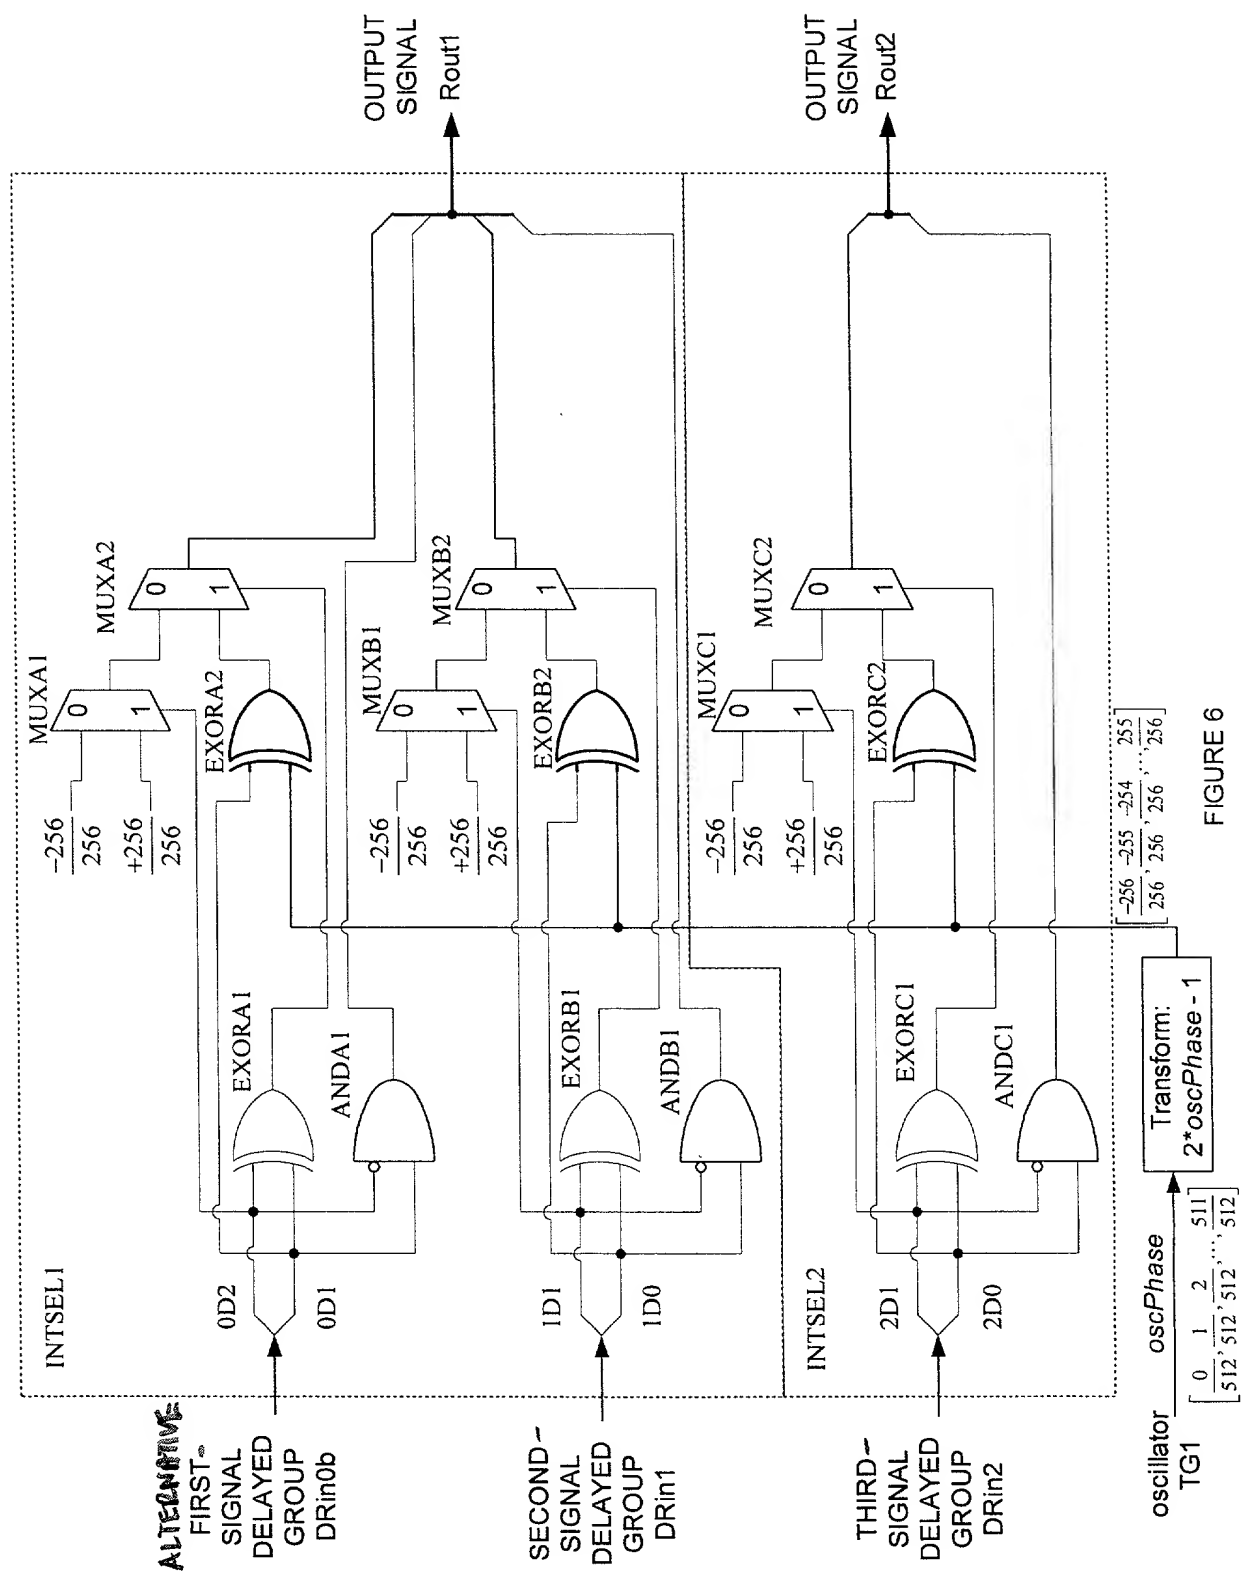 INTSEL1
ALTERNATIVE-
FIRST-
SIGNAL
DELAYED
GROUP
DRin0b
0D2
0D1
EXORA1
ANDA1
-256
256
+256
256
MUXA1
0
1
EXORA2
MUXA2
0
1
OUTPUT
SIGNAL
Rout1
SECOND-
SIGNAL
DELAYED
GROUP
DRin1
1D1
1D0
EXORB1
ANDB1
-256
256
+256
256
MUXB1
0
1
EXORB2
MUXB2
0
1
INTSEL2
THIRD-
SIGNAL
DELAYED
GROUP
DRin2
2D1
2D0
EXORC1
ANDC1
-256
256
+256
256
MUXC1
0
1
EXORC2
MUXC2
0
1
OUTPUT
SIGNAL
Rout2
oscillator
TG1
oscPhase
[0/512, 1/512, 2/512, ..., 511/512]
Transform:
2*oscPhase - 1
[-256/256, -255/256, -254/256, ..., 255/256]
FIGURE 6